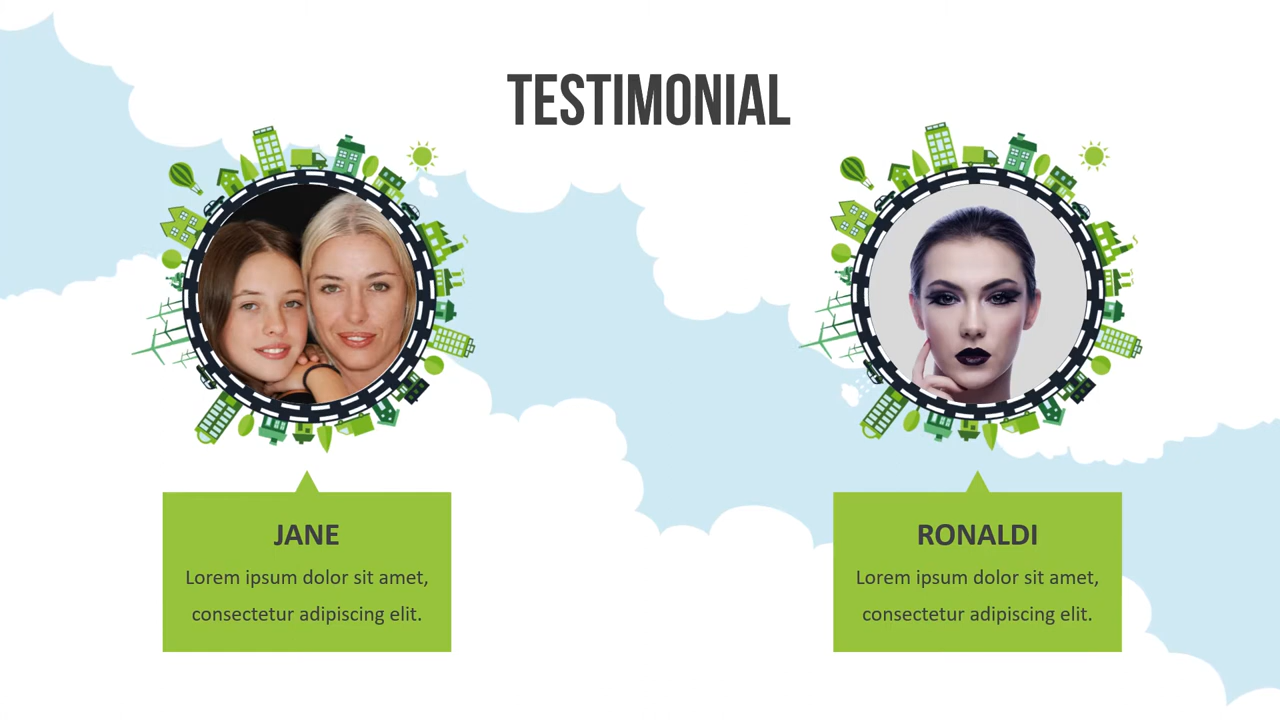 TESTIMONIAL
JANE
Lorem ipsum dolor sit amet,
consectetur adipiscing elit.
RONALDI
Lorem ipsum dolor sit amet,
consectetur adipiscing elit.